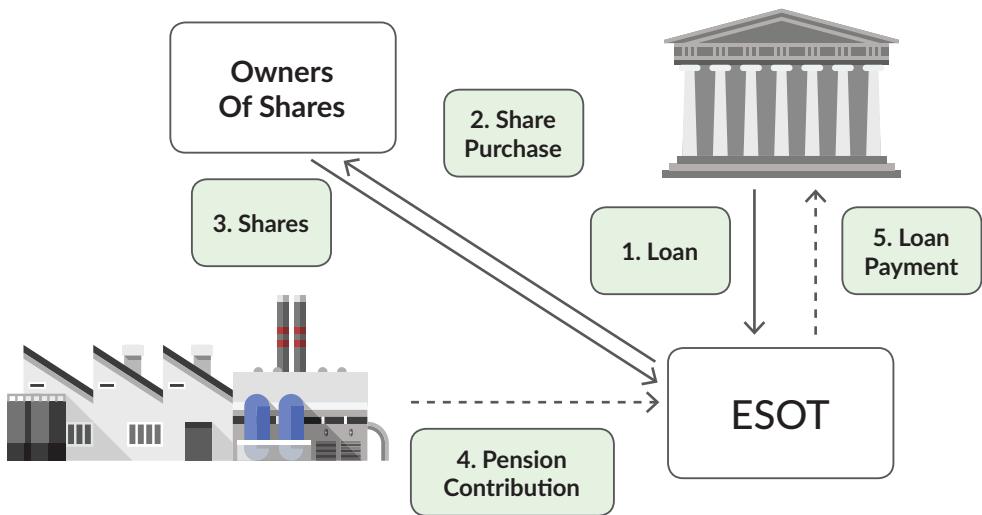 Owners
Of Shares
2. Share
Purchase
3. Shares
1. Loan
5. Loan
Payment
ESOT
4. Pension
Contribution